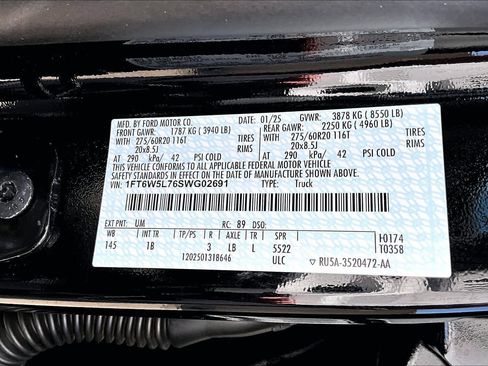 MFD. BY FORD MOTOR CO. 01/25 GVWR: 3878 KG ( 8550 LB)
FRONT GAWR: 1787 KG ( 3940 LB) REAR GAWR: 2250 KG ( 4960 LB)
WITH 275/60R20 116T TIRES WITH 275/60R20 116T TIRES
20x8.5J RIMS 20x8.5J RIMS
AT 290 kPa/ 42 PSI COLD AT 290 kPa/ 42 PSI COLD
THIS VEHICLE CONFORMS TO ALL APPLICABLE FEDERAL MOTOR VEHICLE SAFETY STANDARDS IN EFFECT ON THE
DATE OF MANUFACTURE SHOWN ABOVE.
VIN: 1FT6W5L76SWG02691 TYPE: Truck
EXT PNT: UM RC: 89 DSO:
WB INT TR TP/PS R AXLE L SPR
145 1B 3 LB L 5522
1202501318646 ULC
I0174
T0358
▽ RU5A-3520472-AA